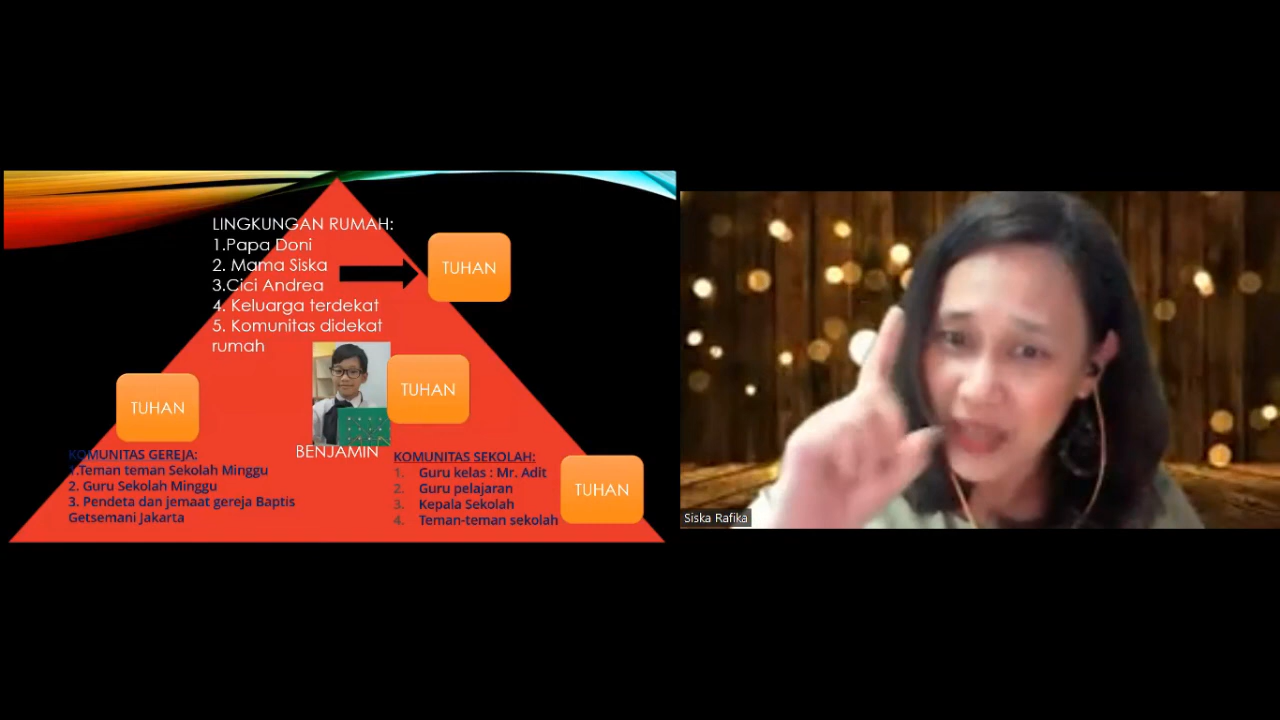 LINGKUNGAN RUMAH:
1.Papa Doni
2. Mama Siska
3.Cici Andrea
4. Keluarga terdekat
5. Komunitas didekat
rumah
TUHAN
TUHAN
TUHAN
BENJAMIN
KOMUNITAS GEREJA:
1.Teman teman Sekolah Minggu
2. Guru Sekolah Minggu
3. Pendeta dan jemaat gereja Baptis
Getsemani Jakarta
KOMUNITAS SEKOLAH:
1. Guru kelas : Mr. Adit
2. Guru pelajaran
3. Kepala Sekolah
4. Teman-teman sekolah
TUHAN
Siska Rafika